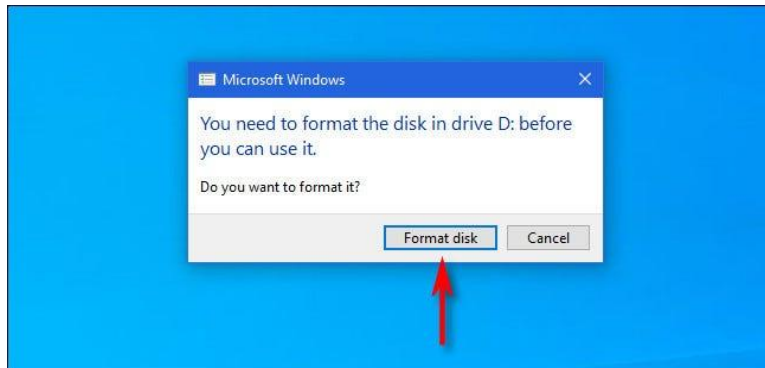 Microsoft Windows
You need to format the disk in drive D: before
you can use it.
Do you want to format it?
Format disk
Cancel